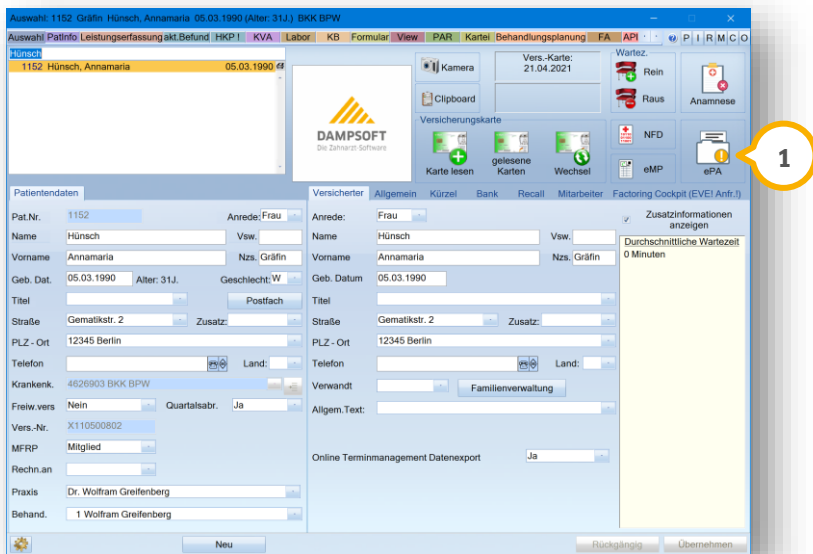 Auswahl: 1152 Gräfin Hünsch, Annamaria 05.03.1990 (Alter: 31J.) BKK BPW
Auswahl PatInfo Leistungserfassung akt.Befund HKP ! KVA Labor KB Formular View PAR Kartei Behandlungsplanung FA API P I R M C O
Hünsch
1152 Hünsch, Annamaria 05.03.1990
DAMPSOFT
Die Zahnarzt-Software
Kamera
Vers.-Karte:
21.04.2021
Clipboard
Versicherungskarte
Karte lesen
gelesene
Karten
Wechsel
Wartez.
Rein
Raus
Anamnese
NFD
eMP
ePA
1
Patientendaten
Versicherter Allgemein Kürzel Bank Recall Mitarbeiter Factoring Cockpit (EVE! Anfr.!)
Pat.Nr. 1152 Anrede: Frau
Name Hünsch Vsw.
Vorname Annamaria Nzs. Gräfin
Geb. Dat. 05.03.1990 Alter: 31J. Geschlecht: W
Titel Postfach
Straße Gematikstr. 2 Zusatz:
PLZ - Ort 12345 Berlin
Telefon Land:
Krankenk. 4626903 BKK BPW
Freiw.vers Nein Quartalsabr. Ja
Vers.-Nr. X110500802
MFRP Mitglied
Rechn.an
Praxis Dr. Wolfram Greifenberg
Behand. 1 Wolfram Greifenberg
Anrede: Frau
Name Hünsch Vsw.
Vorname Annamaria Nzs. Gräfin
Geb. Datum 05.03.1990
Titel
Straße Gematikstr. 2 Zusatz:
PLZ - Ort 12345 Berlin
Telefon Land:
Verwandt Familienverwaltung
Allgem.Text:
Online Terminmanagement Datenexport Ja
Zusatzinformationen
anzeigen
Durchschnittliche Wartezeit
0 Minuten
Neu
Rückgängig
Übernehmen